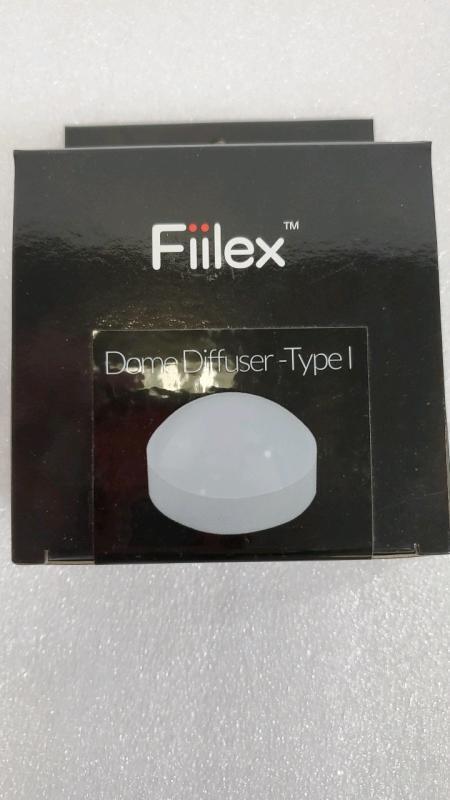 Fiilex™
Dome Diffuser -Type I